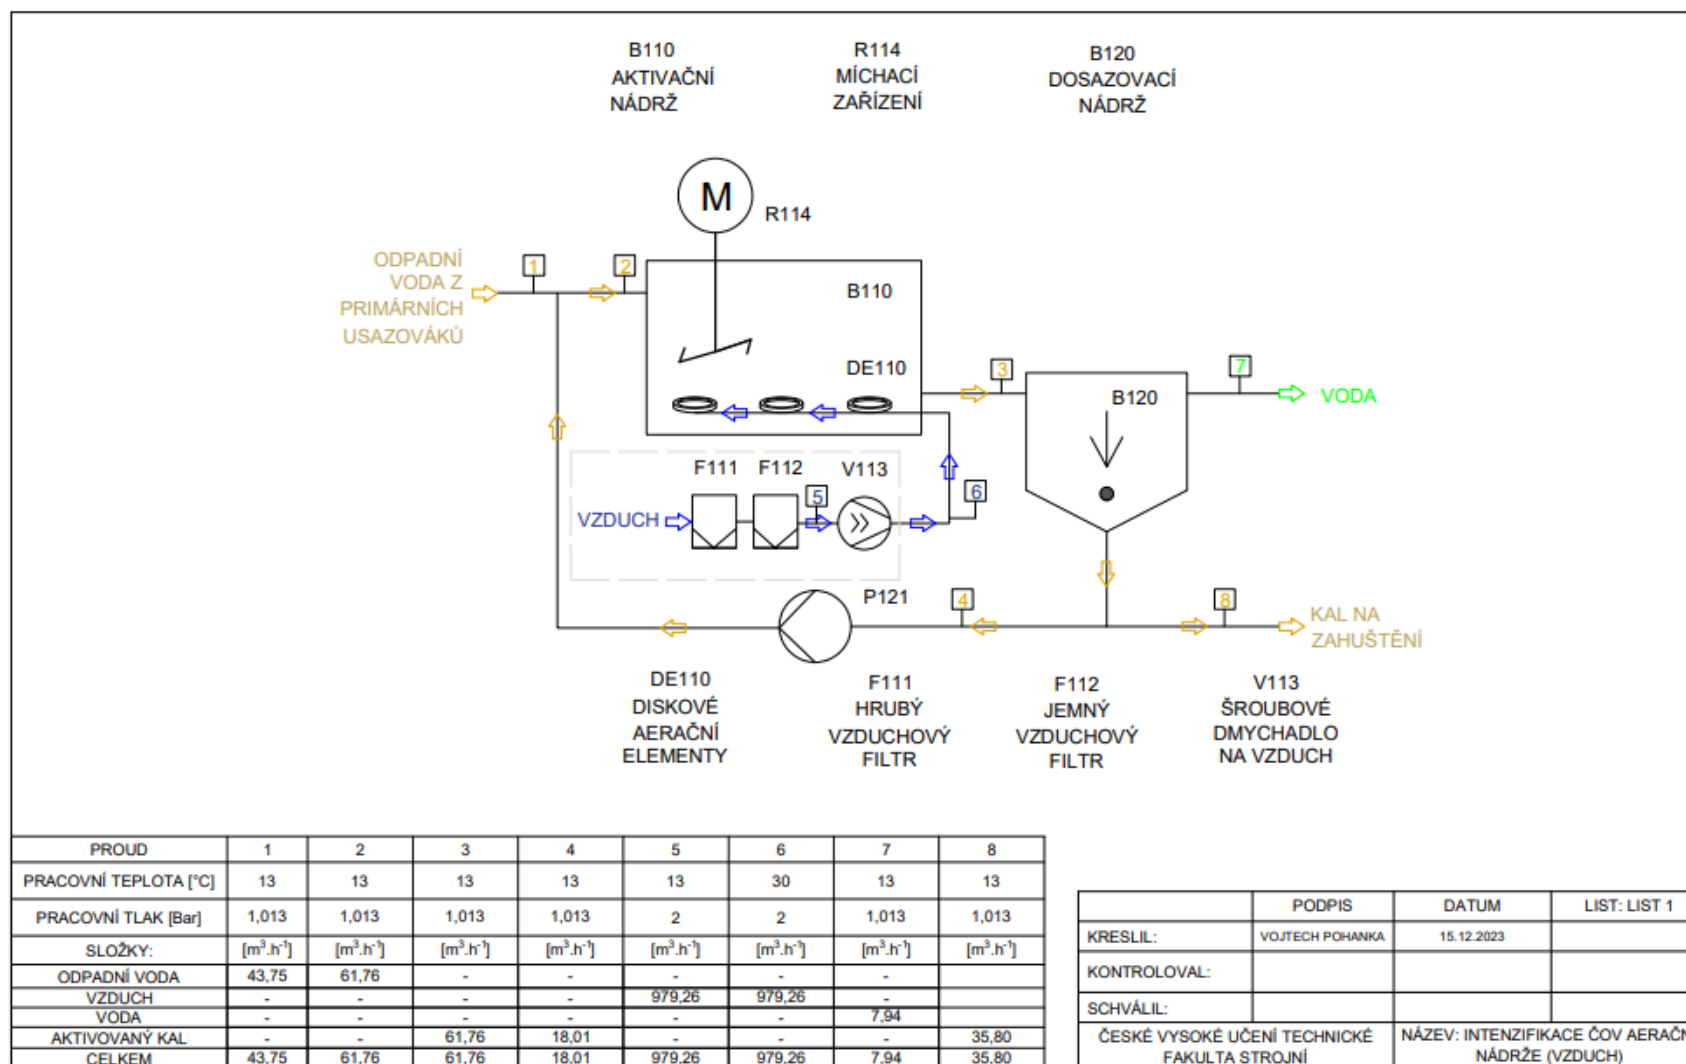 B110
AKTIVAČNÍ
NÁDRŽ
R114
MÍCHACÍ
ZAŘÍZENÍ
B120
DOSAZOVACÍ
NÁDRŽ
M
R114
ODPADNÍ
VODA Z
PRIMÁRNÍCH
USAZOVÁKŮ
1
2
B110
DE110
3
B120
7
VODA
F111 F112 V113
VZDUCH
5
6
P121
4
8
KAL NA
ZAHUŠTĚNÍ
DE110
DISKOVÉ
AERAČNÍ
ELEMENTY
F111
HRUBÝ
VZDUCHOVÝ
FILTR
F112
JEMNÝ
VZDUCHOVÝ
FILTR
V113
ŠROUBOVÉ
DMYCHADLO
NA VZDUCH
PROUD 1 2 3 4 5 6 7 8
PRACOVNÍ TEPLOTA [°C] 13 13 13 13 13 30 13 13
PRACOVNÍ TLAK [Bar] 1,013 1,013 1,013 1,013 2 2 1,013 1,013
SLOŽKY: [m³.h⁻¹] [m³.h⁻¹] [m³.h⁻¹] [m³.h⁻¹] [m³.h⁻¹] [m³.h⁻¹] [m³.h⁻¹] [m³.h⁻¹]
ODPADNÍ VODA 43,75 61,76 - - - - -
VZDUCH - - - - 979,26 979,26 -
VODA - - - - - - 7,94
AKTIVOVANÝ KAL - - 61,76 18,01 - - - 35,80
CELKEM 43,75 61,76 61,76 18,01 979,26 979,26 7,94 35,80
PODPIS DATUM LIST: LIST 1
KRESLIL: VOJTECH POHANKA 15.12.2023
KONTROLOVAL:
SCHVÁLIL:
ČESKÉ VYSOKÉ UČENÍ TECHNICKÉ
FAKULTA STROJNÍ
NÁZEV: INTENZIFIKACE ČOV AERAČN
NÁDRŽE (VZDUCH)